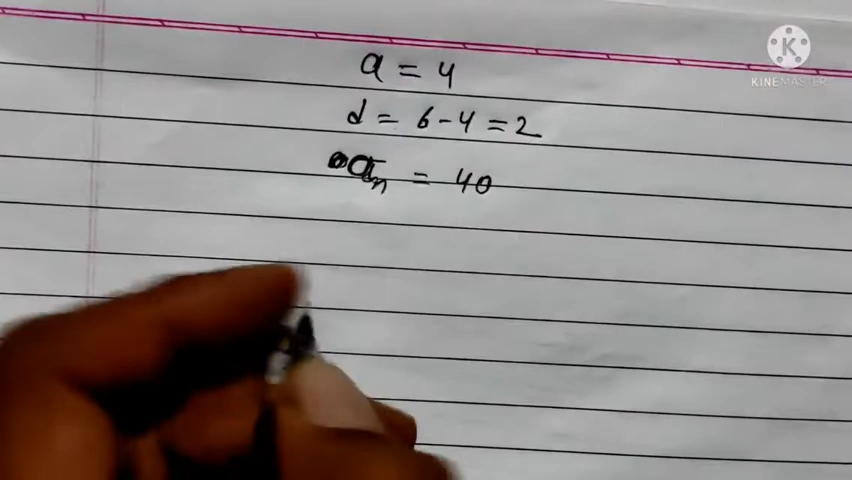 a = 4
d = 6 - 4 = 2
an = 40
K
KINEMASTER